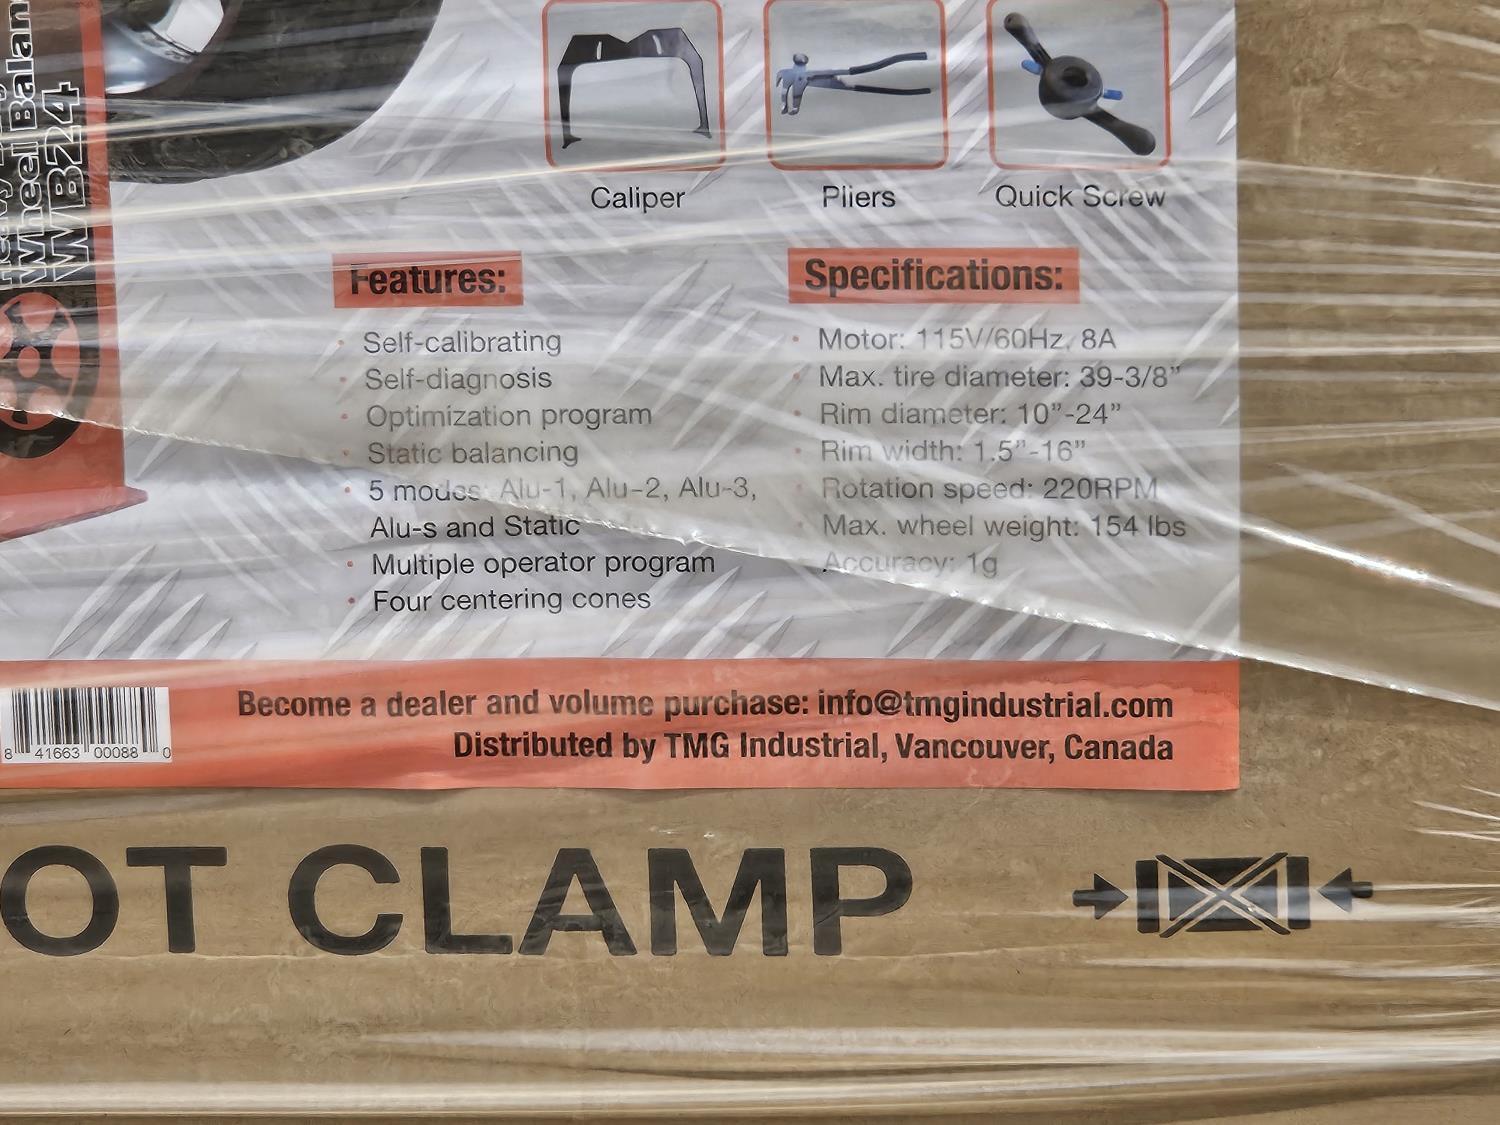 Wheel Balan
WB24
Caliper
Pliers
Quick Screw
Features:
• Self-calibrating
• Self-diagnosis
• Optimization program
• Static balancing
• 5 modes: Alu-1, Alu-2, Alu-3,
Alu-s and Static
• Multiple operator program
• Four centering cones
Specifications:
• Motor: 115V/60Hz, 8A
• Max. tire diameter: 39-3/8”
• Rim diameter: 10”-24”
• Rim width: 1.5”-16”
• Rotation speed: 220RPM
• Max. wheel weight: 154 lbs
Accuracy: 1g
8 41663 00088 0
Become a dealer and volume purchase: info@tmgindustrial.com
Distributed by TMG Industrial, Vancouver, Canada
OT CLAMP